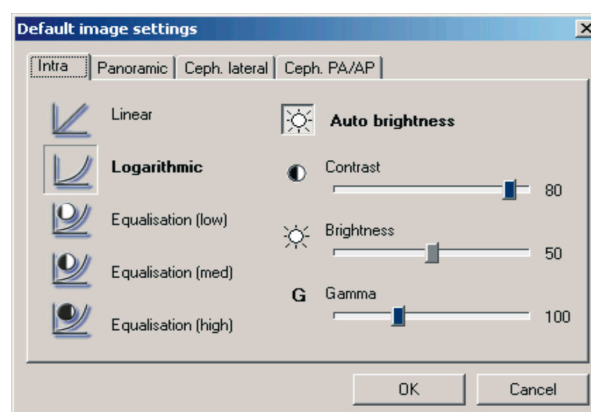 Default image settings
Intra Panoramic Ceph. lateral Ceph. PA/AP
Linear
Auto brightness
Logarithmic
Contrast
80
Equalisation (low)
Brightness
50
Equalisation (med)
G Gamma
100
Equalisation (high)
OK Cancel